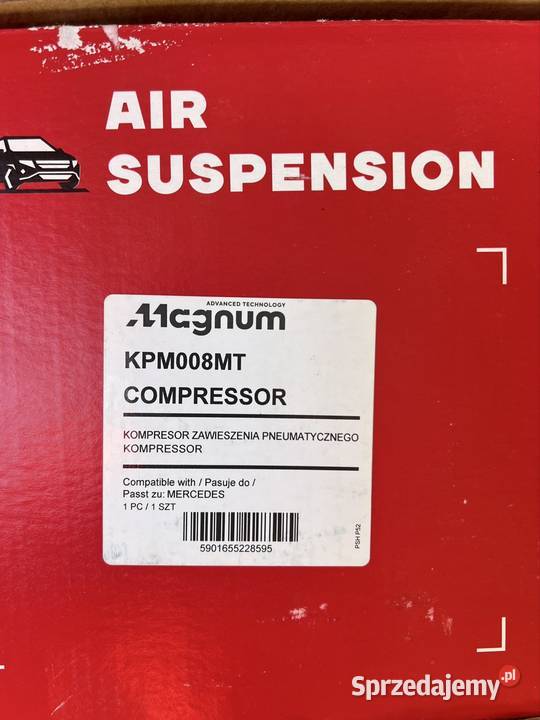 AIR
SUSPENSION
ADVANCED TECHNOLOGY
Magnum
KPM008MT
COMPRESSOR
KOMPRESOR ZAWIESZENIA PNEUMATYCZNEGO
KOMPRESSOR
Compatible with / Pasuje do /
Passt zu: MERCEDES
1 PC / 1 SZT
5901655228595
PSH P52
Sprzedajemy.pl